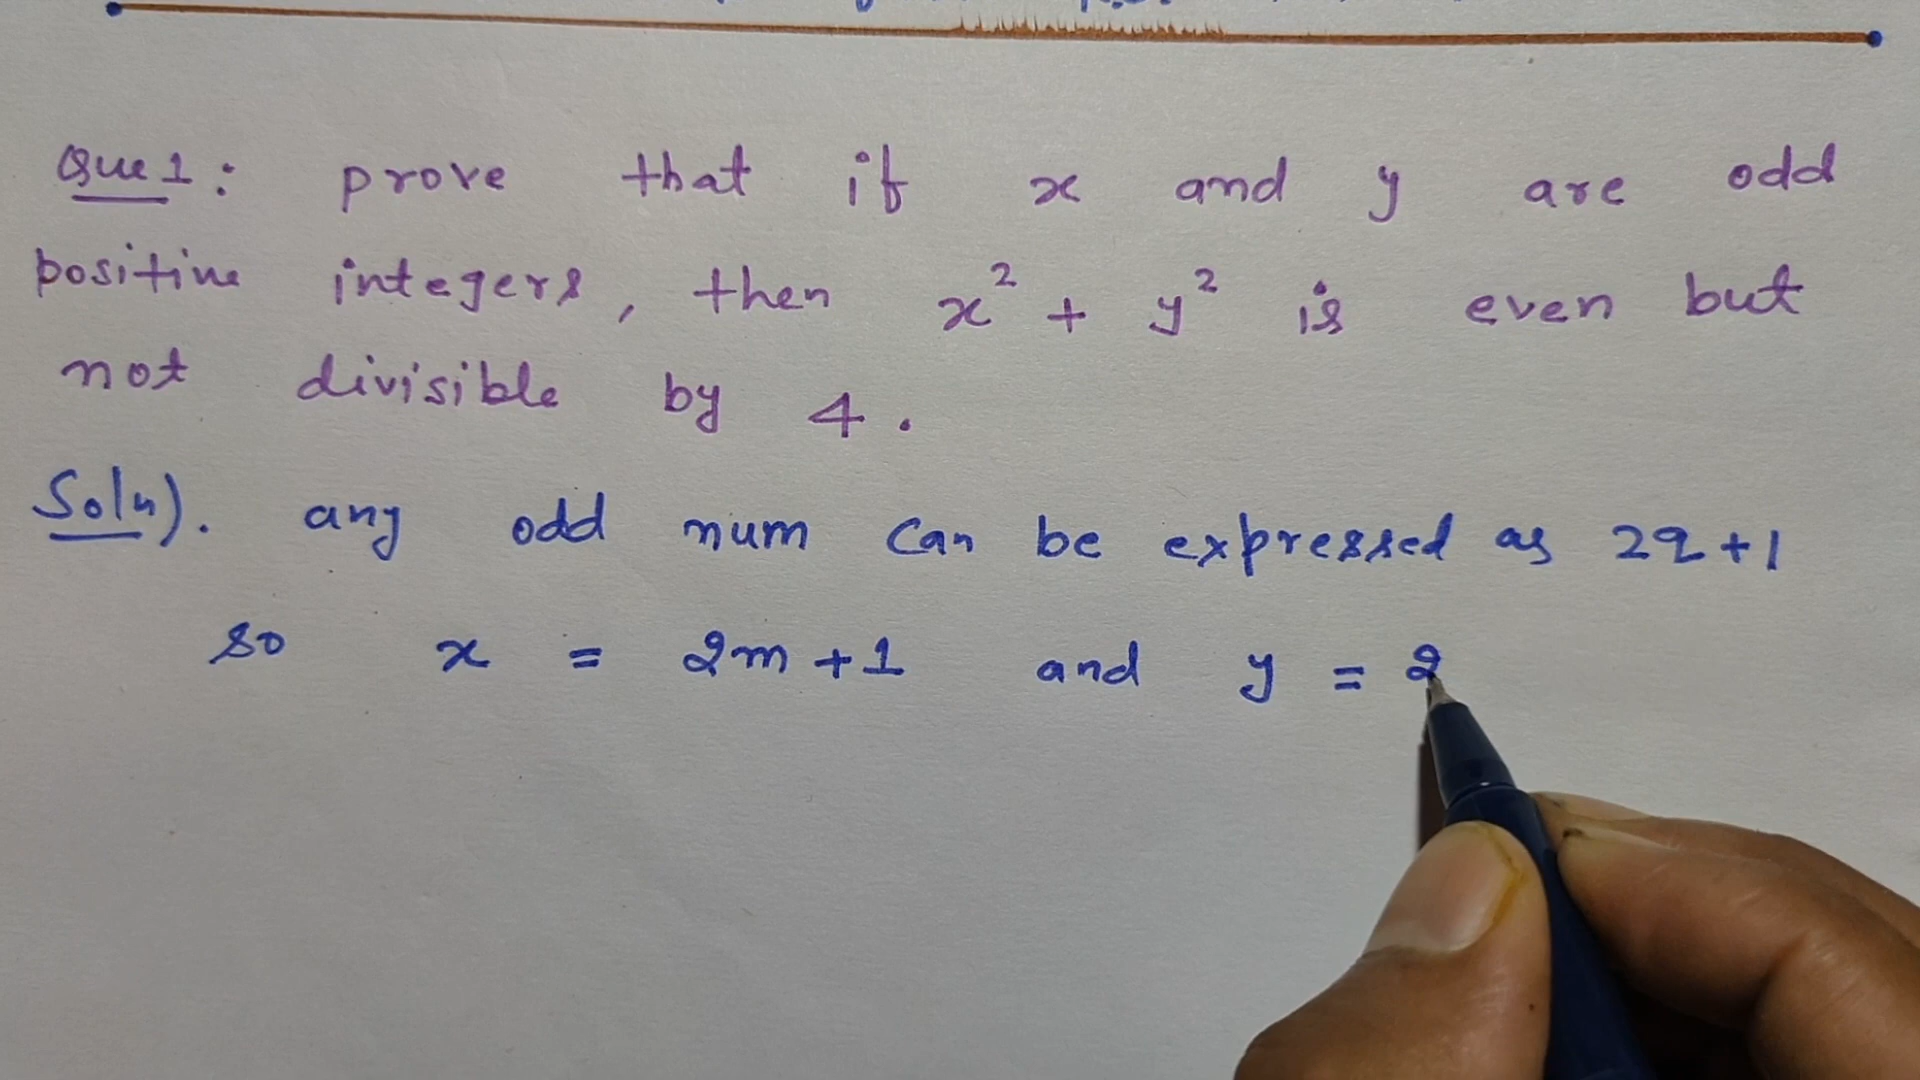 Que 1: prove that if x and y are odd
positive integers, then x² + y² is even but
not divisible by 4.
Soln). any odd num can be expressed as 2q+1
so x = 2m+1 and y = 2